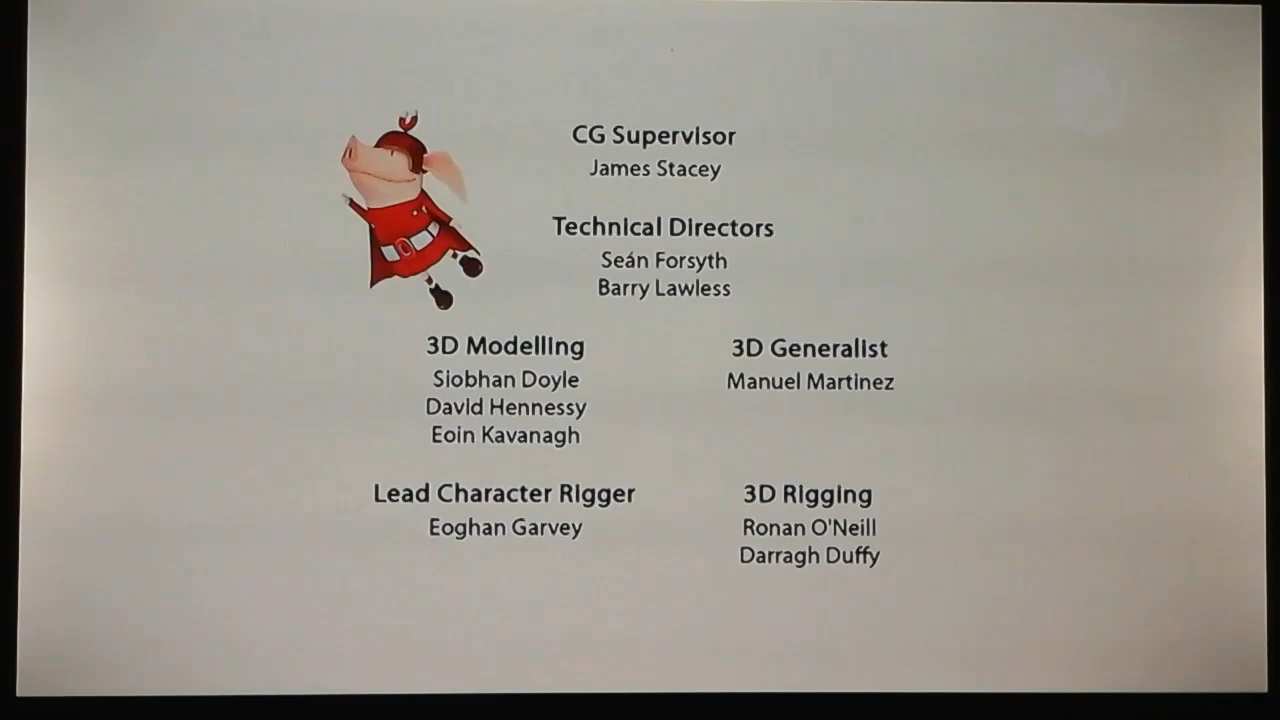 CG Supervisor
James Stacey
Technical Directors
Seán Forsyth
Barry Lawless
3D Modelling
Siobhan Doyle
David Hennessy
Eoin Kavanagh
3D Generalist
Manuel Martinez
Lead Character Rigger
Eoghan Garvey
3D Rigging
Ronan O'Neill
Darragh Duffy